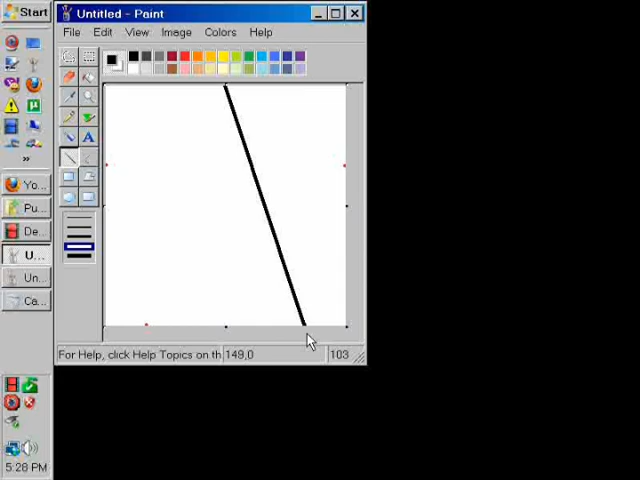 Start
Untitled - Paint
File Edit View Image Colors Help
A
»
Yo...
Pu...
De...
U...
Un...
Ca...
For Help, click Help Topics on th
149,0
103
5:28 PM